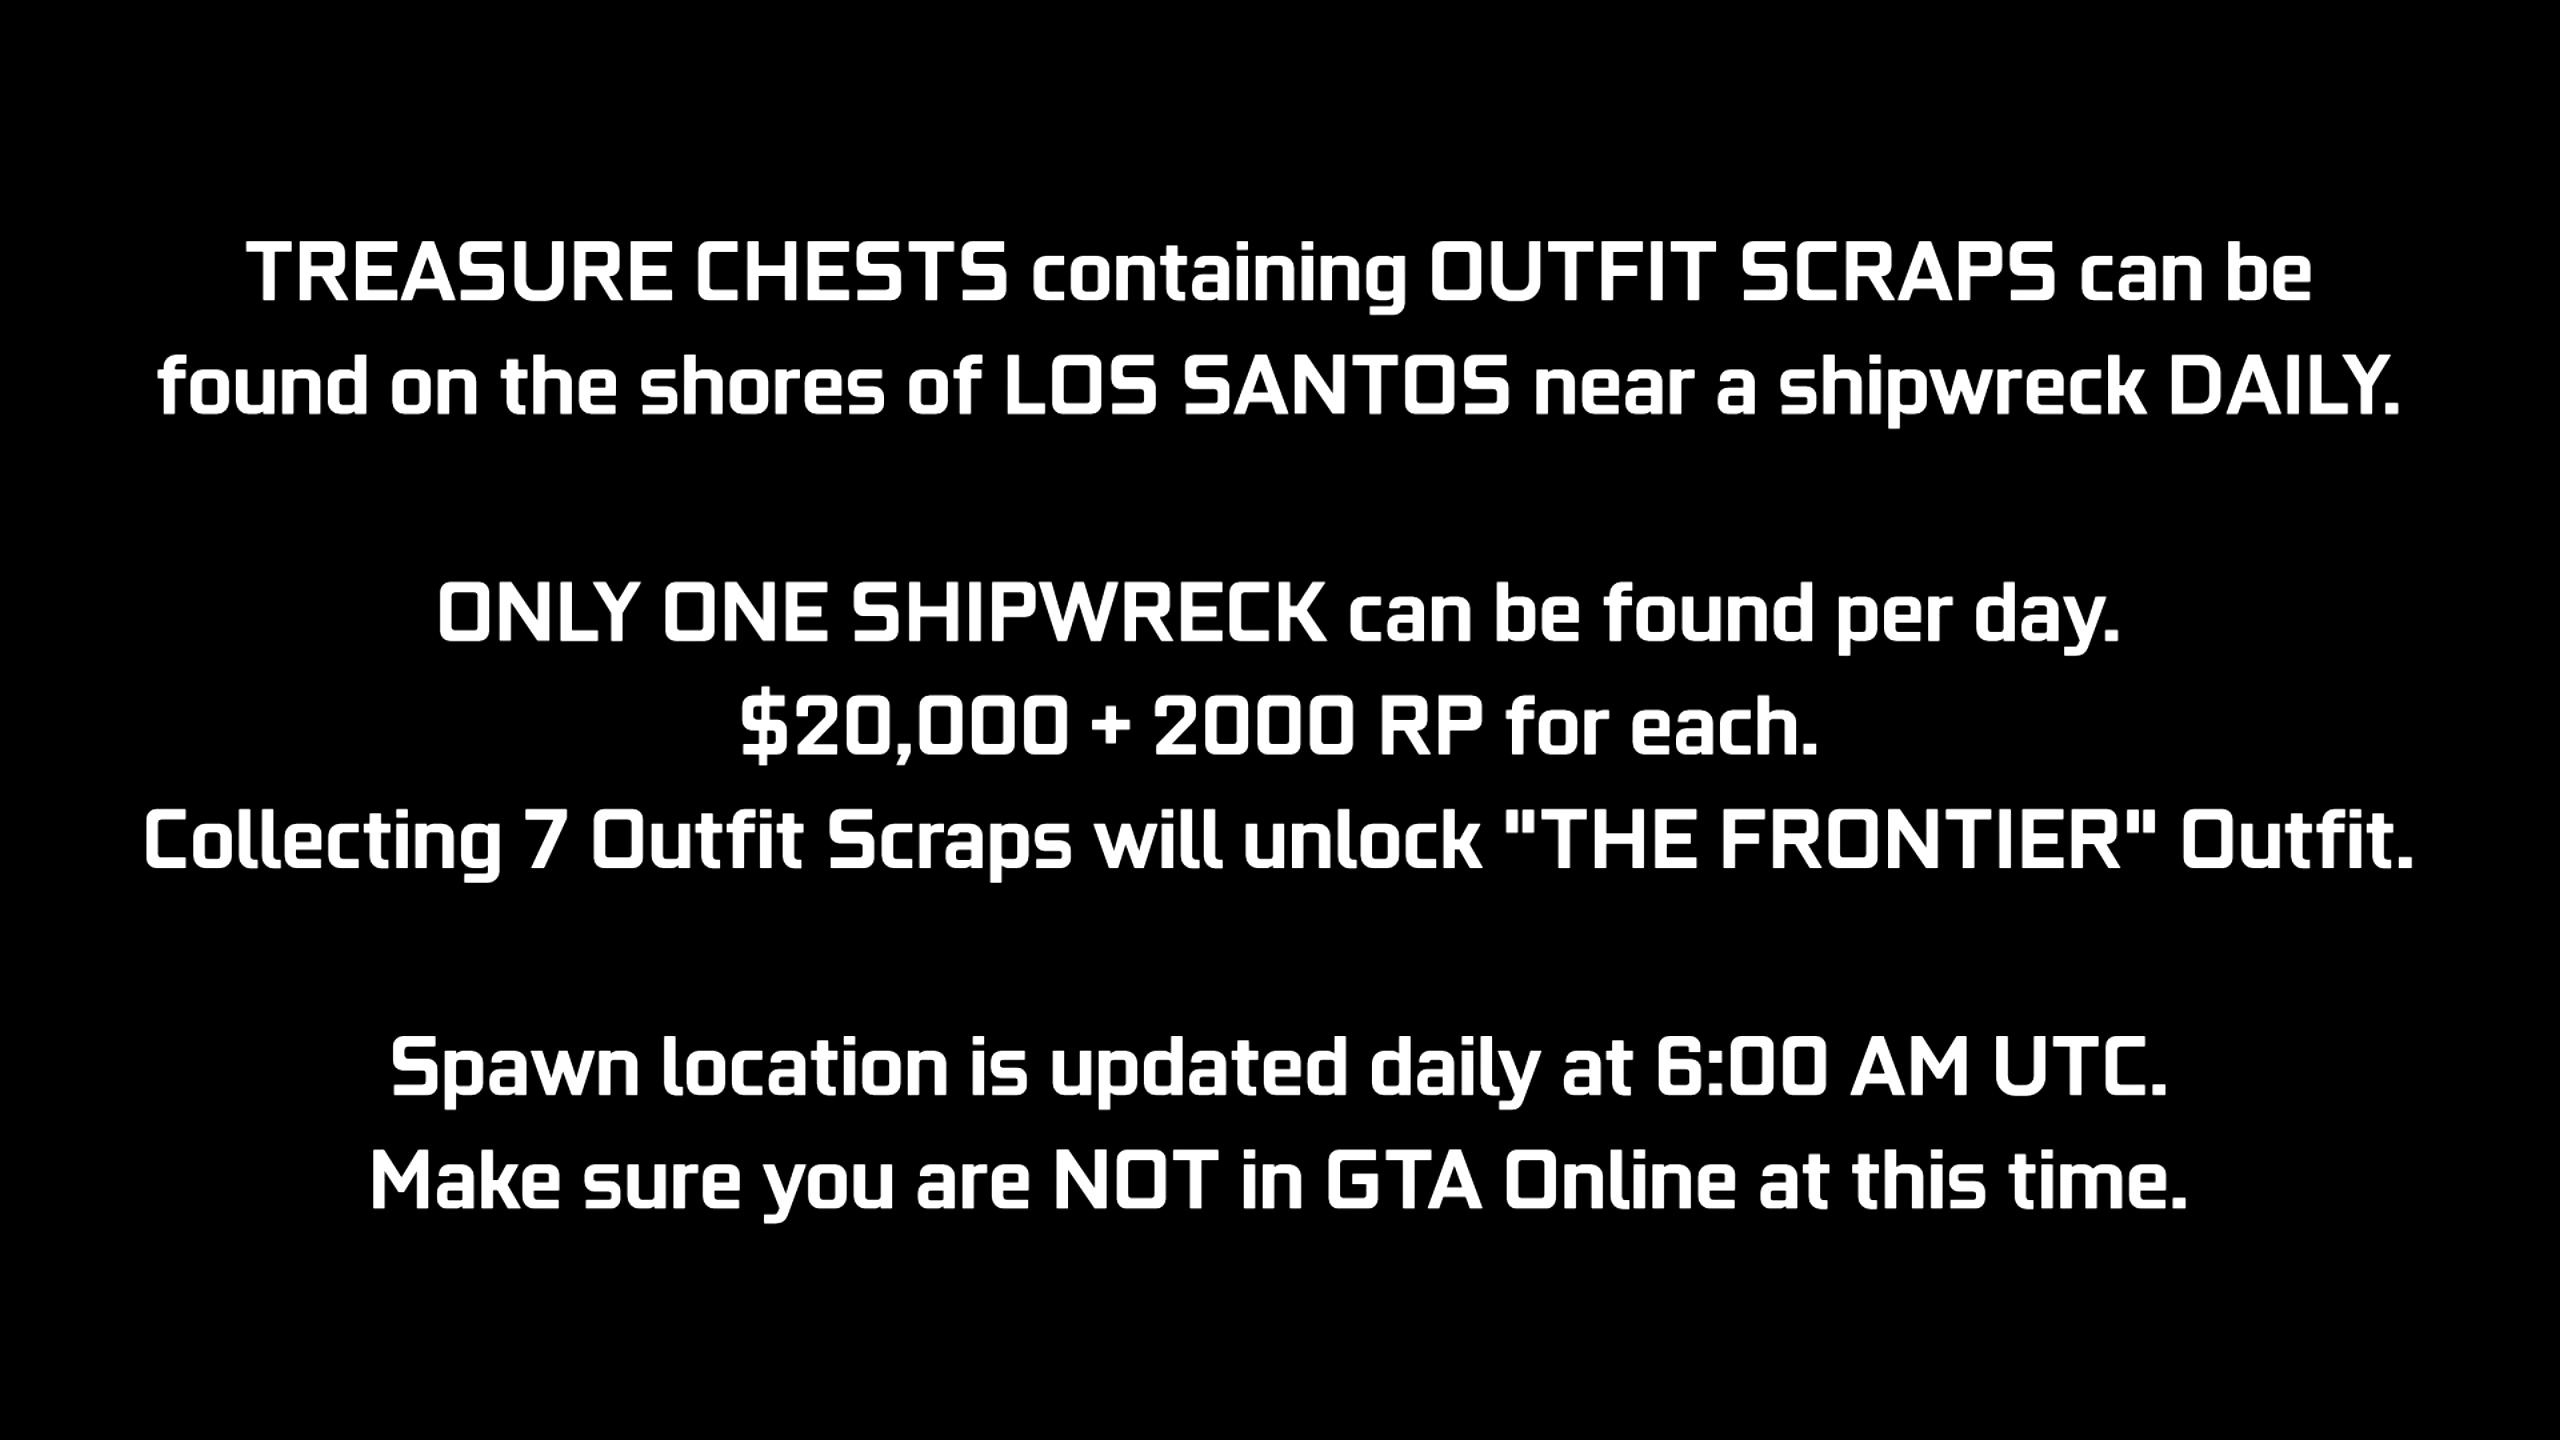 TREASURE CHESTS containing OUTFIT SCRAPS can be
found on the shores of LOS SANTOS near a shipwreck DAILY.
ONLY ONE SHIPWRECK can be found per day.
$20,000 + 2000 RP for each.
Collecting 7 Outfit Scraps will unlock "THE FRONTIER" Outfit.
Spawn location is updated daily at 6:00 AM UTC.
Make sure you are NOT in GTA Online at this time.